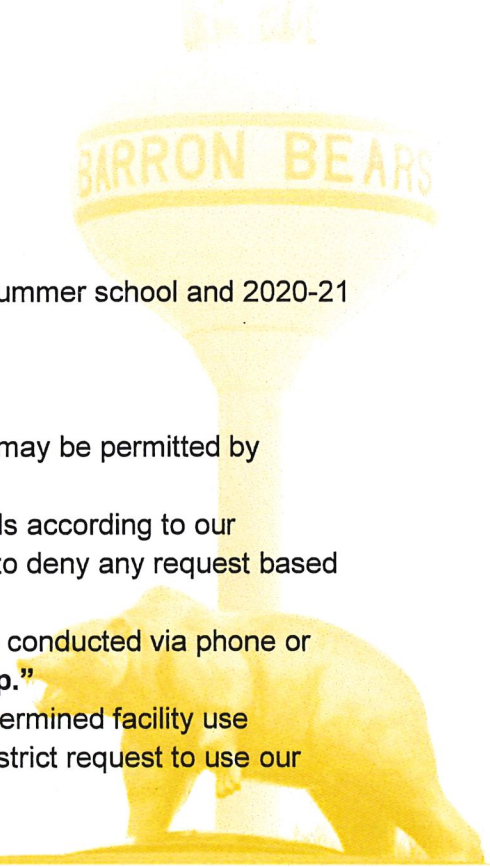 BARRON BEARS
ummer school and 2020-21
may be permitted by
ls according to our
to deny any request based
conducted via phone or
p.”
ermined facility use
strict request to use our